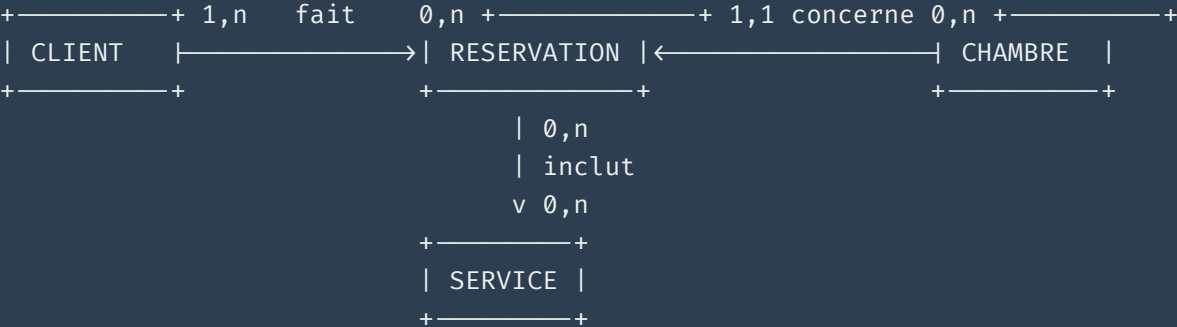 +----------+ 1,n   fait    0,n +-------------+ 1,1 concerne 0,n +----------+
| CLIENT   |--------------->| RESERVATION |<------------------| CHAMBRE  |
+----------+                +-------------+                   +----------+
| 0,n
| inclut
v 0,n
+---------+
| SERVICE |
+---------+